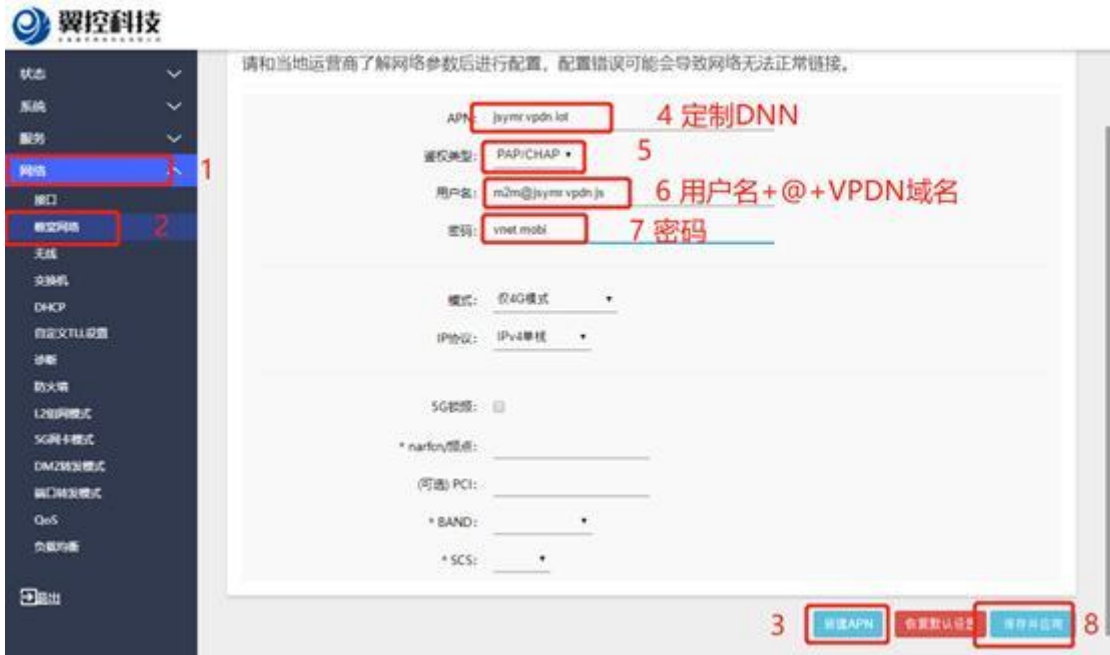 翼控科技
请和当地运营商了解网络参数后进行配置，配置错误可能会导致网络无法正常链接。
状态
系统
服务
网络 1
接口
蜂窝网络 2
无线
交换机
DHCP
自定义TLL设置
诊断
防火墙
L2组网模式
5G网卡模式
DMZ转发模式
端口转发模式
QoS
负载均衡
退出
APN: jsymr.vpdn.iot 4 定制DNN
鉴权类型: PAP/CHAP 5
用户名: m2m@jsymr.vpdn.js 6 用户名+@+VPDN域名
密码: vnet.mobi 7 密码
模式: 仅4G模式
IP协议: IPv4单栈
5G锁频:
* narfcn/频点:
(可选) PCI:
* BAND:
* SCS:
3 新建APN 恢复默认设置 保存并应用 8